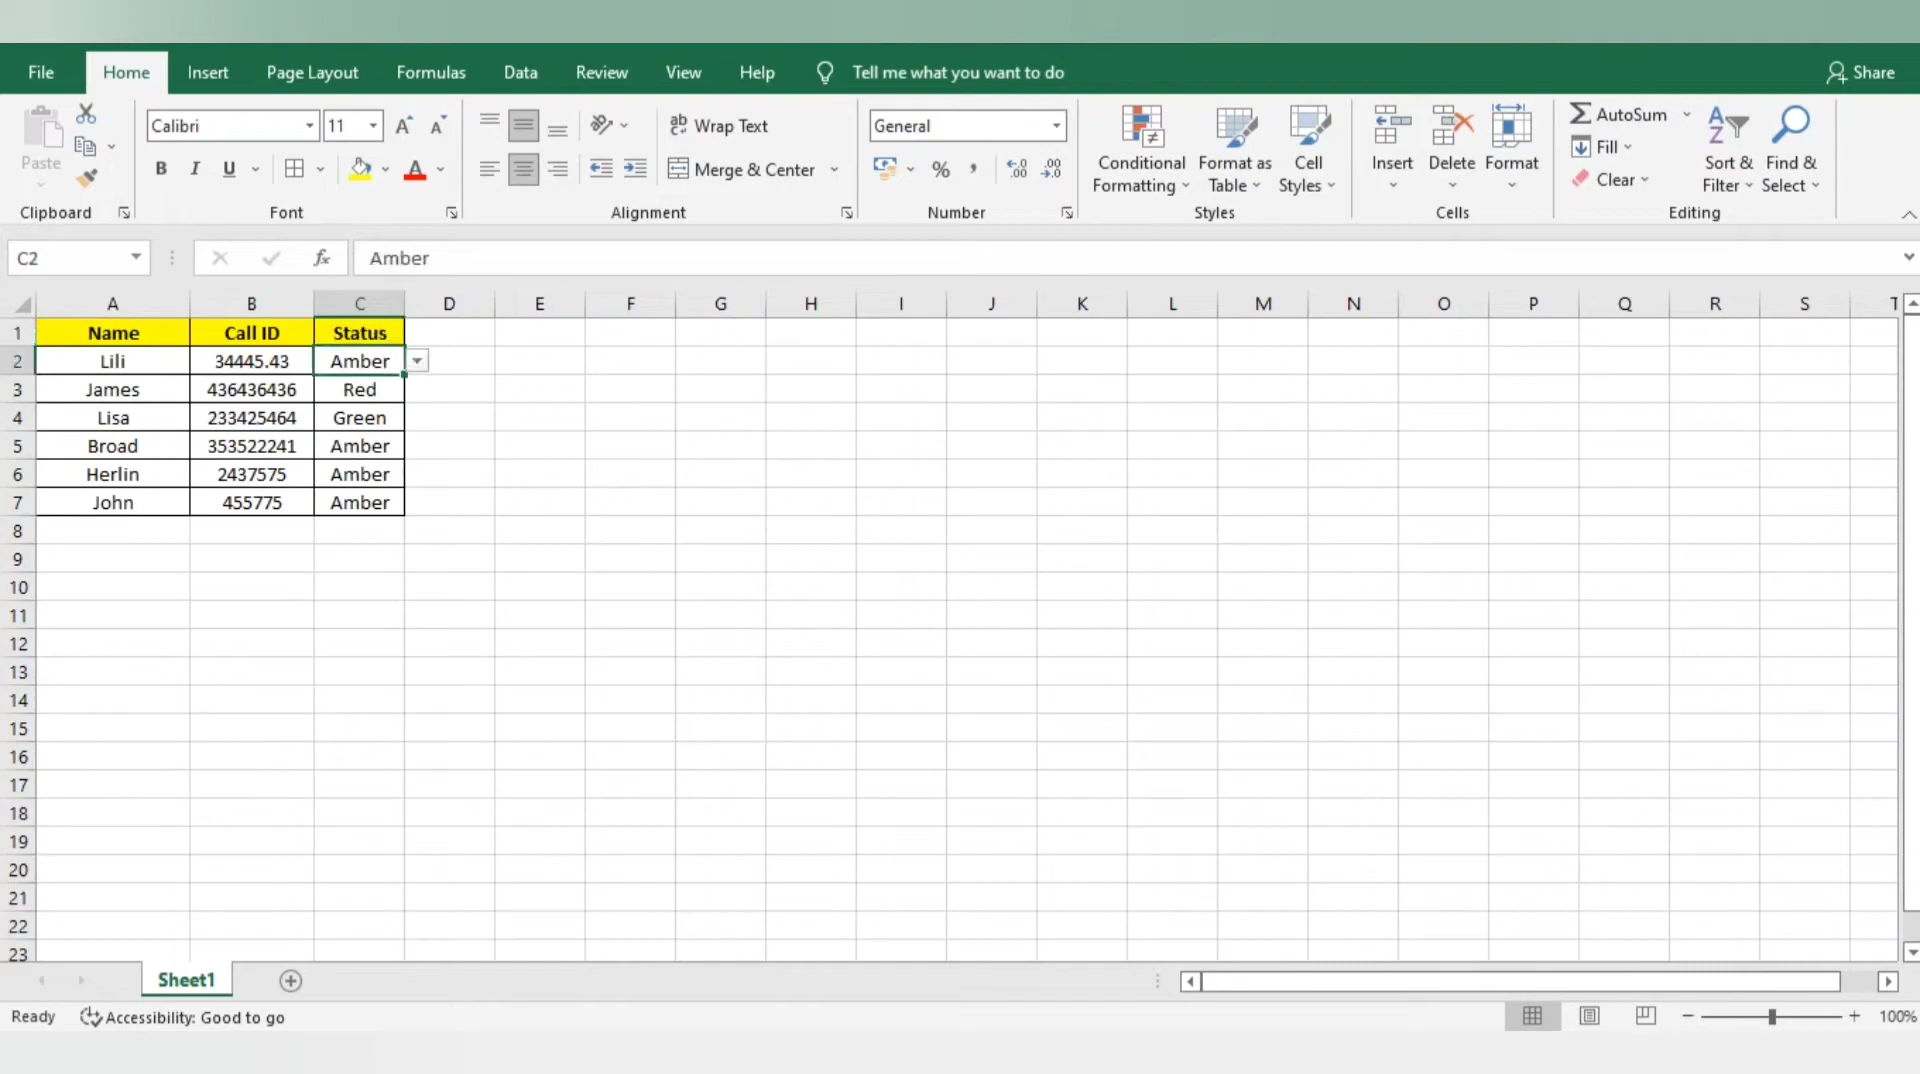 File Home Insert Page Layout Formulas Data Review View Help Tell me what you want to do Share
Calibri 11 A A Wrap Text General AutoSum
Paste B I U A Merge & Center % , .00 .00 Conditional Formatting Format as Table Cell Styles Insert Delete Format Fill Clear Sort & Filter Find & Select
Clipboard Font Alignment Number Styles Cells Editing
C2 fx Amber
A B C D E F G H I J K L M N O P Q R S T
1 Name Call ID Status
2 Lili 34445.43 Amber
3 James 436436436 Red
4 Lisa 233425464 Green
5 Broad 353522241 Amber
6 Herlin 2437575 Amber
7 John 455775 Amber
8
9
10
11
12
13
14
15
16
17
18
19
20
21
22
23
Sheet1
Ready Accessibility: Good to go 100%